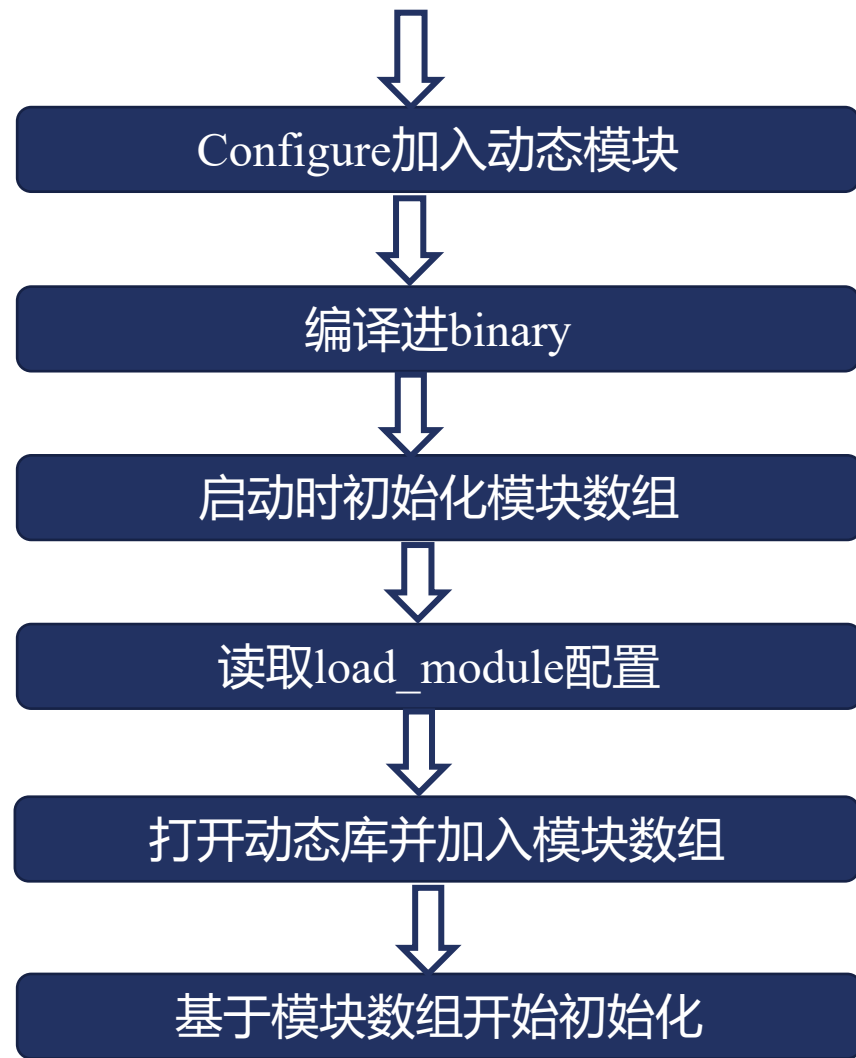 Configure加入动态模块
编译进binary
启动时初始化模块数组
读取load_module配置
打开动态库并加入模块数组
基于模块数组开始初始化